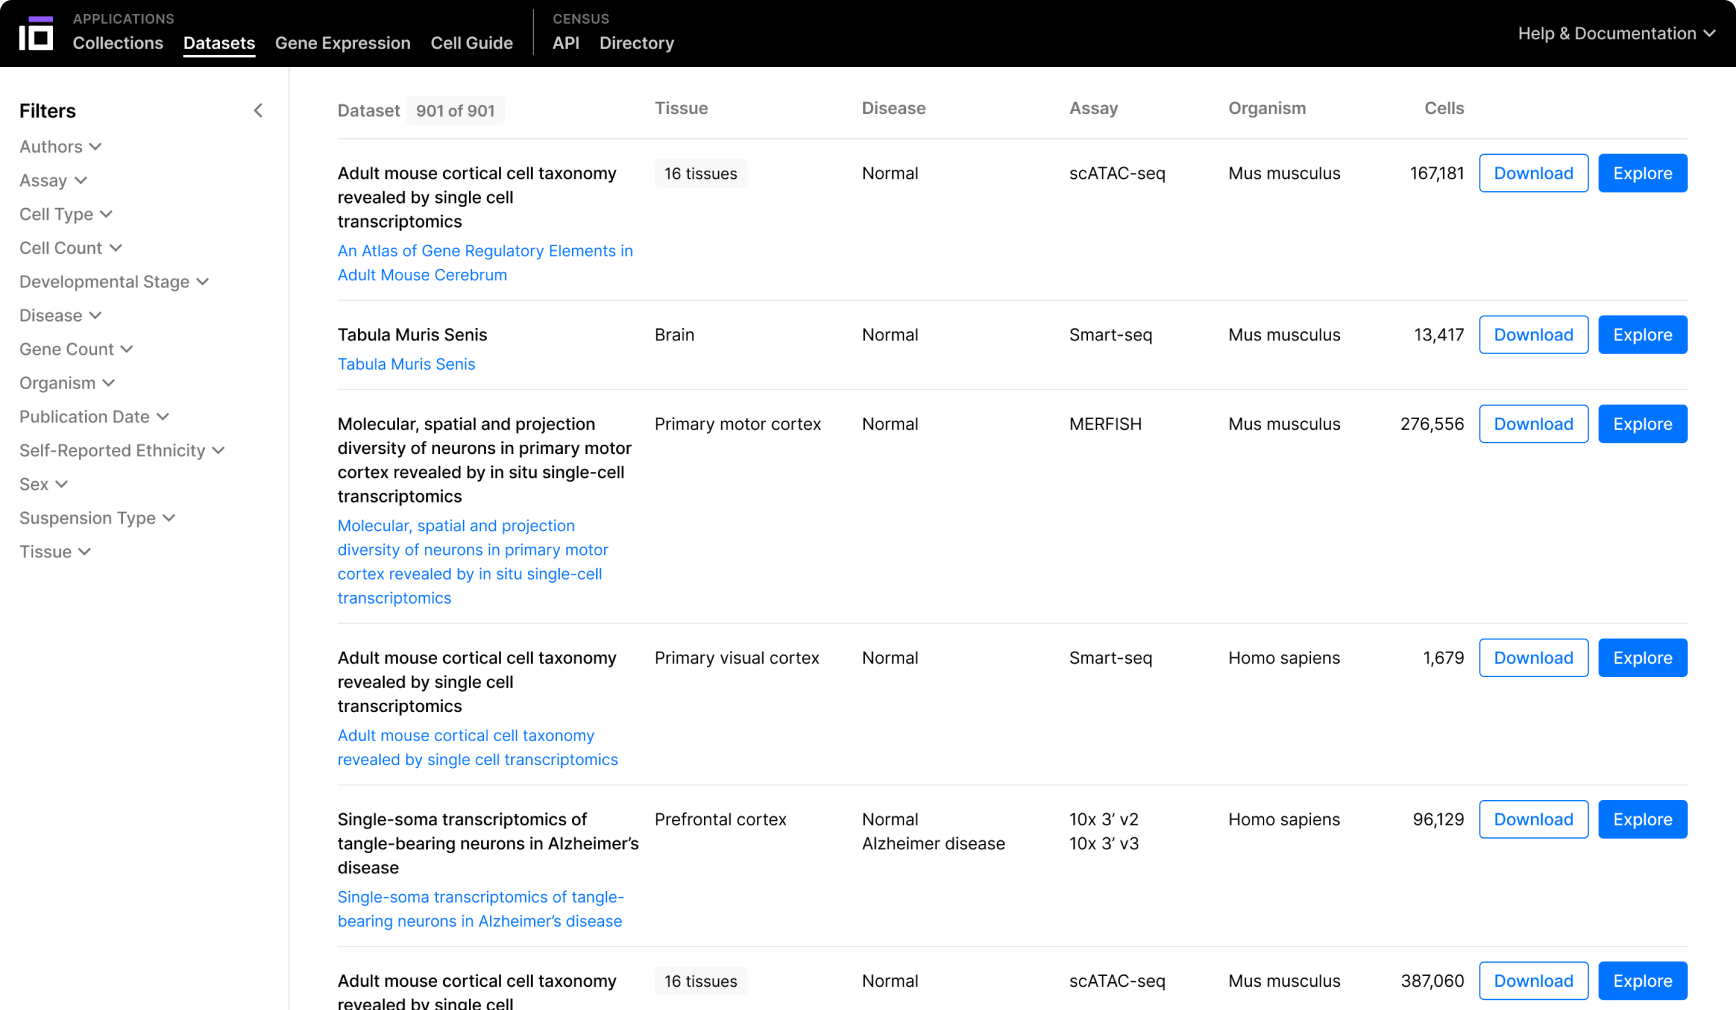 APPLICATIONS
Collections Datasets Gene Expression Cell Guide
CENSUS
API Directory
Help & Documentation
Filters
Authors
Assay
Cell Type
Cell Count
Developmental Stage
Disease
Gene Count
Organism
Publication Date
Self-Reported Ethnicity
Sex
Suspension Type
Tissue
Dataset 901 of 901 Tissue Disease Assay Organism Cells
Adult mouse cortical cell taxonomy
revealed by single cell
transcriptomics
An Atlas of Gene Regulatory Elements in
Adult Mouse Cerebrum
16 tissues Normal scATAC-seq Mus musculus 167,181 Download Explore
Tabula Muris Senis
Tabula Muris Senis
Brain Normal Smart-seq Mus musculus 13,417 Download Explore
Molecular, spatial and projection
diversity of neurons in primary motor
cortex revealed by in situ single-cell
transcriptomics
Molecular, spatial and projection
diversity of neurons in primary motor
cortex revealed by in situ single-cell
transcriptomics
Primary motor cortex Normal MERFISH Mus musculus 276,556 Download Explore
Adult mouse cortical cell taxonomy
revealed by single cell
transcriptomics
Adult mouse cortical cell taxonomy
revealed by single cell transcriptomics
Primary visual cortex Normal Smart-seq Homo sapiens 1,679 Download Explore
Single-soma transcriptomics of
tangle-bearing neurons in Alzheimer’s
disease
Single-soma transcriptomics of tangle-
bearing neurons in Alzheimer’s disease
Prefrontal cortex Normal 10x 3’ v2 Homo sapiens 96,129 Download Explore
Alzheimer disease 10x 3’ v3
Adult mouse cortical cell taxonomy
revealed by single cell
16 tissues Normal scATAC-seq Mus musculus 387,060 Download Explore